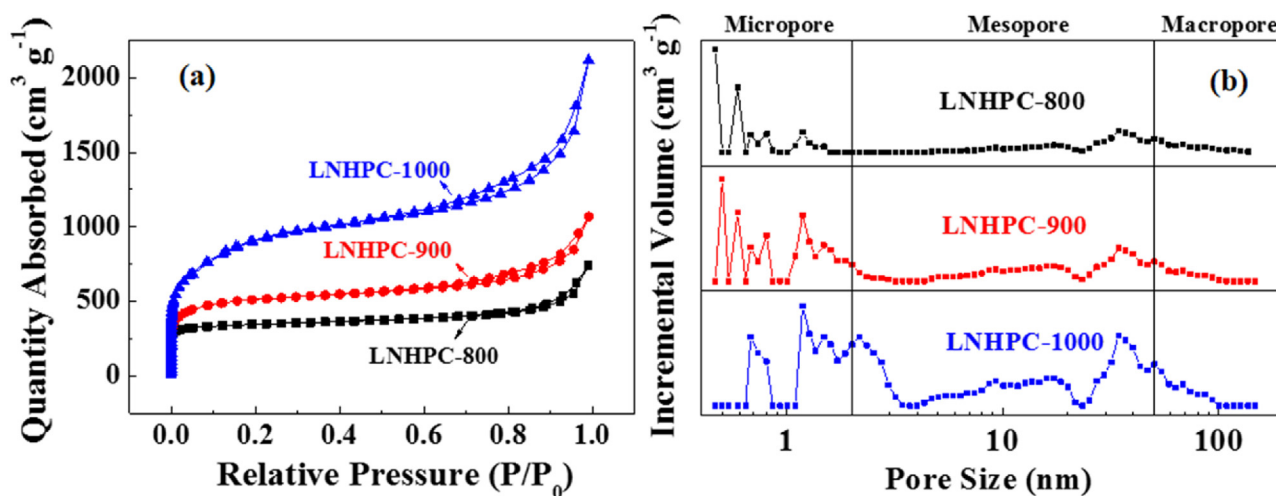 (a)
Quantity Absorbed (cm³ g⁻¹)
2000
1500
1000
500
0
LNHPC-1000
LNHPC-900
LNHPC-800
0.0 0.2 0.4 0.6 0.8 1.0
Relative Pressure (P/P₀)
Micropore Mesopore Macropore
(b)
Incremental Volume (cm³ g⁻¹)
LNHPC-800
LNHPC-900
LNHPC-1000
1 10 100
Pore Size (nm)